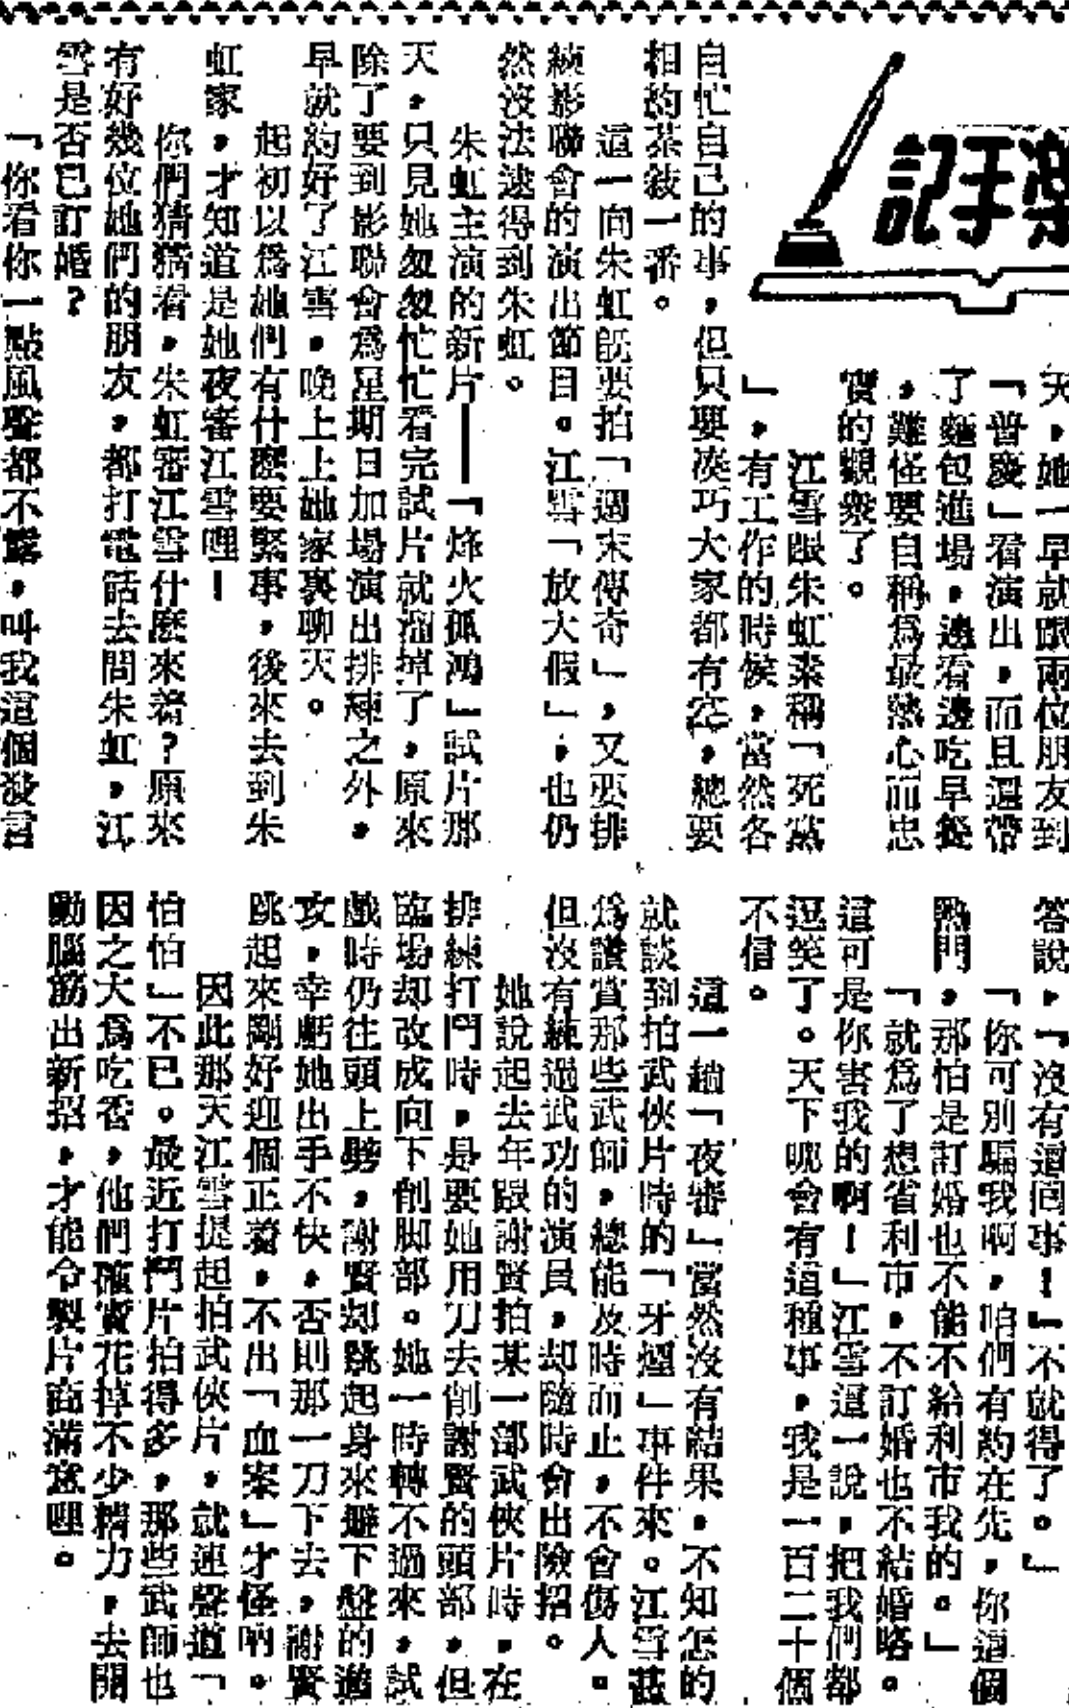 樂手記
天，她一早就跟兩位朋友到
「普慶」看演出，而且還帶
了麵包進場，邊看邊吃早餐
，難怪要自稱爲最熱心而忠
實的觀衆了。
江雪跟朱虹素稱「死黨
」，有工作的時候，當然各
自忙自己的事，但只要湊巧大家都有空，總要
相約茶敍一番。
這一向朱虹旣要拍「週末傳奇」，又要排
練影聯會的演出節目。江雪「放大假」，也仍
然沒法逮得到朱虹。
朱虹主演的新片——「烽火孤鴻」試片那
天，只見她匆匆忙忙看完試片就溜掉了，原來
除了要到影聯會爲星期日加場演出排練之外，
早就約好了江雪，晚上上她家裏聊天。
起初以爲她們有什麽要緊事，後來去到朱
虹家，才知道是她夜審江雪哩！
你們猜猜看，朱虹審江雪什麽來着？原來
有好幾位她們的朋友，都打電話去問朱虹，江
雪是否已訂婚？
「你看你一點風聲都不露，叫我這個發言
答說，『沒有這囘事！』不就得了。」
「你可別騙我啊，咱們有約在先，你這個
熱門，那怕是訂婚也不能不給利市我的。」
「就爲了想省利市，不訂婚也不結婚咯。
這可是你害我的啊！」江雪這一說，把我們都
逗笑了。天下哪會有這種事，我是一百二十個
不信。
這一趟「夜審」當然沒有結果，不知怎的
就談到拍武俠片時的「牙煙」事件來。江雪甚
爲讚賞那些武師，總能及時而止，不會傷人。
但沒有練過武功的演員，却隨時會出險招。
她說起去年跟謝賢拍某一部武俠片時，在
排練打鬥時，是要她用刀去削謝賢的頭部，但
臨場却改成向下削脚部。她一時轉不過來，試
戲時仍往頭上劈，謝賢却跳起身來避下盤的進
攻，幸虧她出手不快，否則那一刀下去，謝賢
跳起來剛好迎個正着，不出「血案」才怪吶。
因此那天江雪提起拍武俠片，就連聲道「
怕怕」不已。最近打鬥片拍得多，那些武師也
因之大爲吃香，他們確實花掉不少精力，去開
動腦筋出新招，才能令製片商滿意哩。